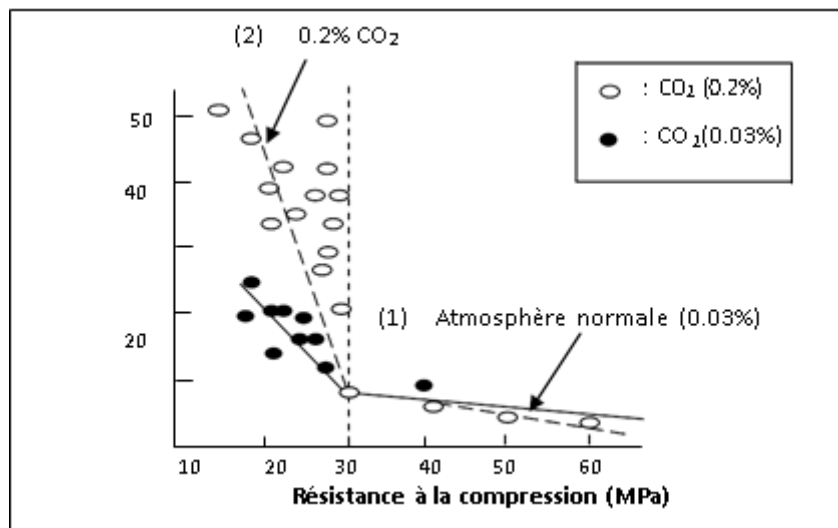 (2) 0.2% CO₂
: CO₂ (0.2%)
: CO₂(0.03%)
50
40
20
(1) Atmosphère normale (0.03%)
10 20 30 40 50 60
Résistance à la compression (MPa)